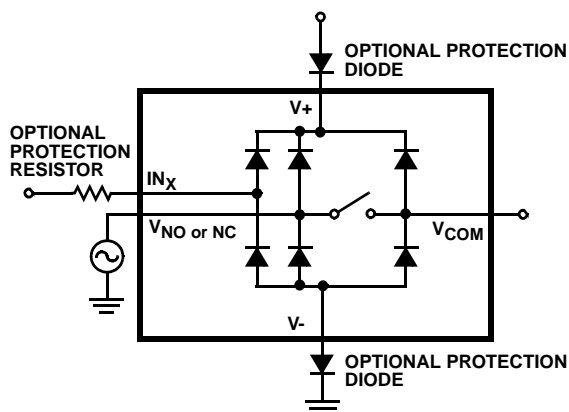 OPTIONAL PROTECTION
DIODE
V+
OPTIONAL
PROTECTION
RESISTOR
INX
VNO or NC
VCOM
V-
OPTIONAL PROTECTION
DIODE